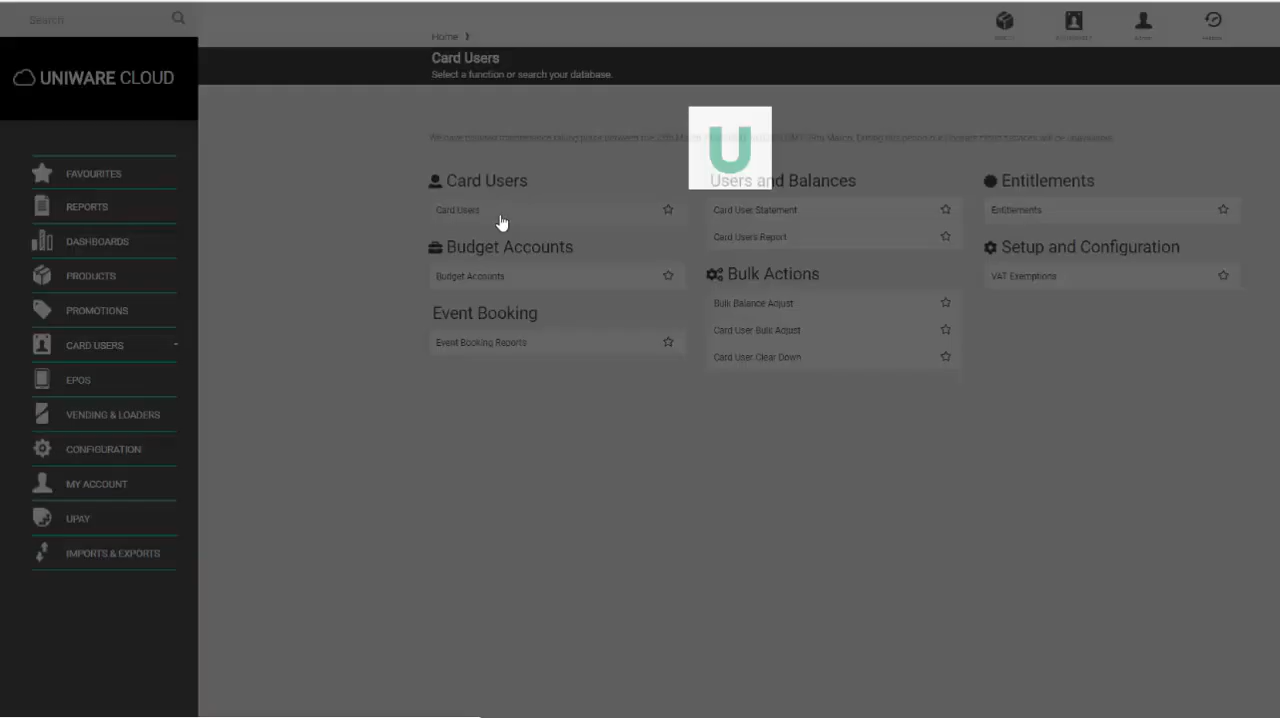 Search
UNIWARE CLOUD
FAVOURITES
REPORTS
DASHBOARDS
PRODUCTS
PROMOTIONS
CARD USERS
EPOS
VENDING & LOADERS
CONFIGURATION
MY ACCOUNT
UPAY
IMPORTS & EXPORTS
Home
Card Users
Select a function or search your database.
U
Card Users
Card Users
Budget Accounts
Budget Accounts
Event Booking
Event Booking Reports
Users and Balances
Card User Statement
Card Users Report
Bulk Actions
Bulk Balance Adjust
Card User Bulk Adjust
Card User Clear Down
Entitlements
Entitlements
Setup and Configuration
VAT Exemptions